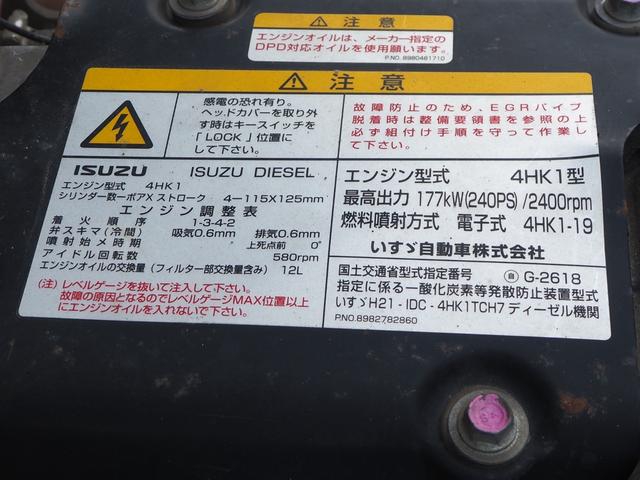 注意
エンジンオイルは、メーカー指定の
DPD対応オイルを使用願います。
P.NO.8980461710
注意
感電の恐れ有り。
ヘッドカバーを取り外
す時はキースイッチを
「LOCK」位置に
して下さい。
故障防止のため、EGRパイプ
脱着時は整備要領書を参照の上
必ず組付け手順を守って作業し
て下さい。
ISUZU ISUZU DIESEL
エンジン型式 4HK1
シリンダー数ーボアXストローク 4-115X125mm
エンジン調整表
着火順序 1-3-4-2
弁スキマ(冷間) 吸気0.6mm 排気0.6mm
噴射始メ時期 上死点前 0°
アイドル回転数 580rpm
エンジンオイルの交換量(フィルター部交換量含み) 12L
(注)レベルゲージを抜いて注入して下さい。
故障の原因となるのでレベルゲージMAX位置以上
にエンジンオイルを入れないで下さい。
エンジン型式 4HK1型
最高出力 177kW(240PS)/2400rpm
燃料噴射方式 電子式 4HK1-19
いすゞ自動車株式会社
国土交通省型式指定番号 自 G-2618
指定に係る一酸化炭素等発散防止装置型式
いすゞH21-IDC-4HK1TCH7ディーゼル機関
P.NO.8982782860